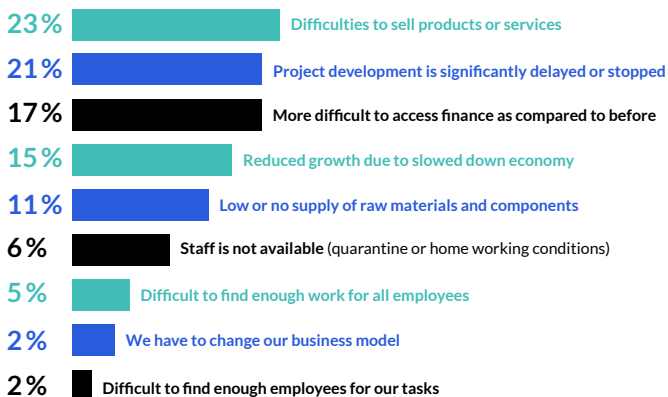 23% Difficulties to sell products or services
21% Project development is significantly delayed or stopped
17% More difficult to access finance as compared to before
15% Reduced growth due to slowed down economy
11% Low or no supply of raw materials and components
6% Staff is not available (quarantine or home working conditions)
5% Difficult to find enough work for all employees
2% We have to change our business model
2% Difficult to find enough employees for our tasks